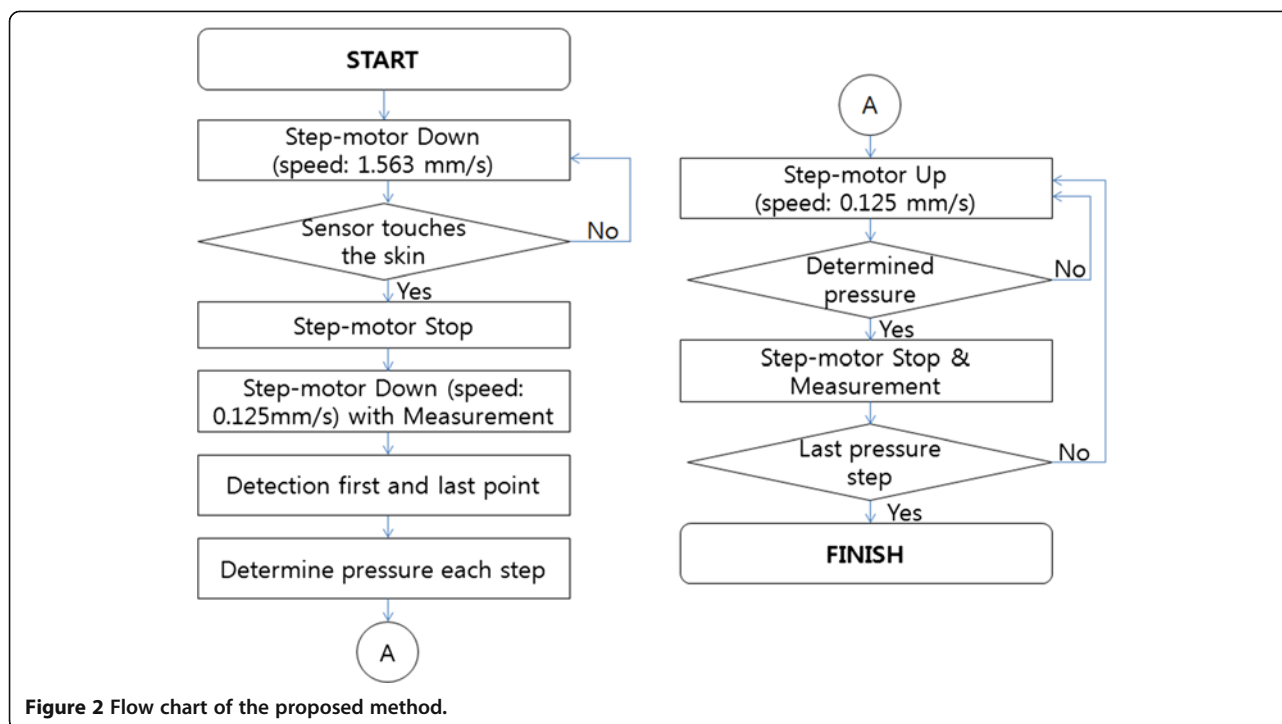 START
Step-motor Down
(speed: 1.563 mm/s)
Sensor touches
the skin
No
Yes
Step-motor Stop
Step-motor Down (speed:
0.125mm/s) with Measurement
Detection first and last point
Determine pressure each step
A
A
Step-motor Up
(speed: 0.125 mm/s)
Determined
pressure
No
Yes
Step-motor Stop &
Measurement
Last pressure
step
No
Yes
FINISH
Figure 2 Flow chart of the proposed method.